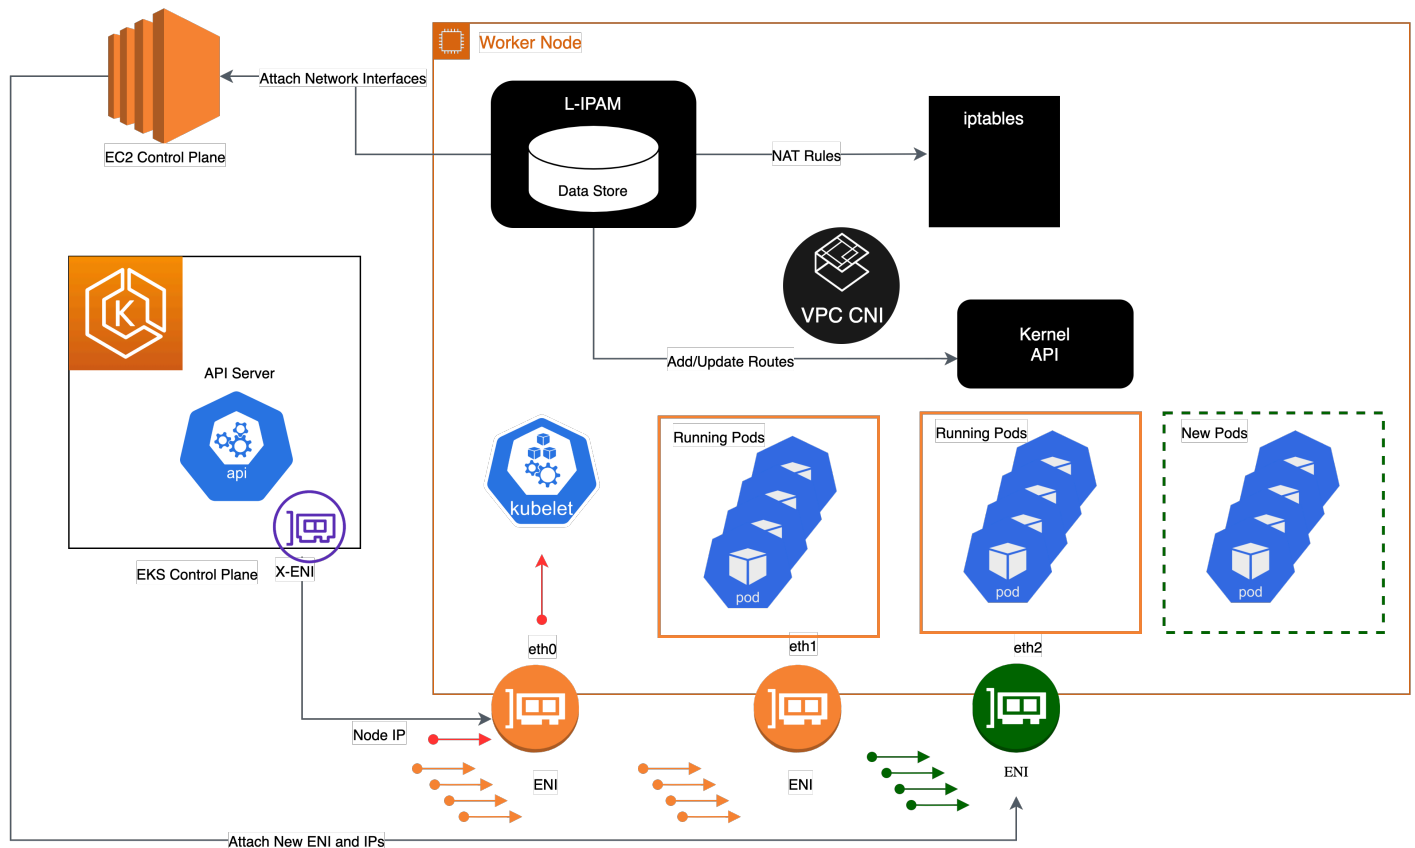 Worker Node
Attach Network Interfaces
L-IPAM
Data Store
NAT Rules
iptables
EC2 Control Plane
VPC CNI
Kernel
API
Add/Update Routes
K
API Server
api
EKS Control Plane
X-ENI
kubelet
Running Pods
pod
Running Pods
pod
New Pods
pod
eth0
eth1
eth2
Node IP
ENI
ENI
ENI
Attach New ENI and IPs